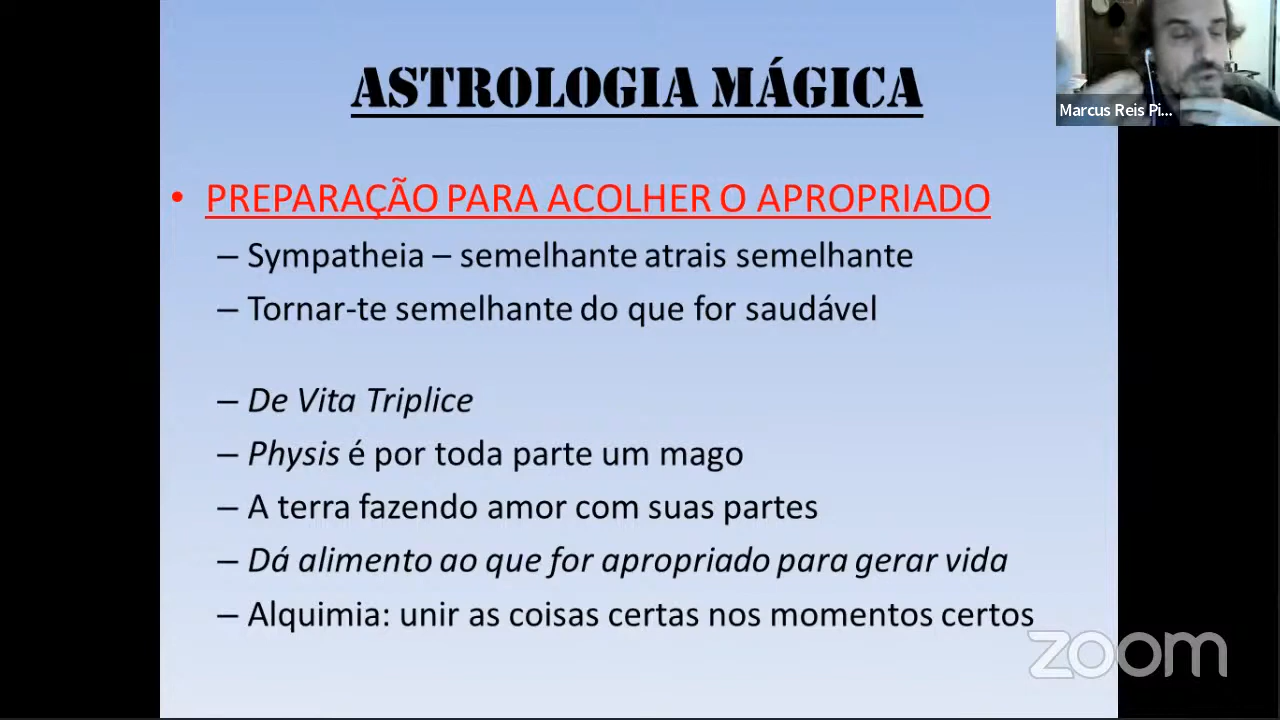 ASTROLOGIA MÁGICA
Marcus Reis Pi...
• PREPARAÇÃO PARA ACOLHER O APROPRIADO
– Sympatheia – semelhante atrais semelhante
– Tornar-te semelhante do que for saudável
– De Vita Triplice
– Physis é por toda parte um mago
– A terra fazendo amor com suas partes
– Dá alimento ao que for apropriado para gerar vida
– Alquimia: unir as coisas certas nos momentos certos
zoom